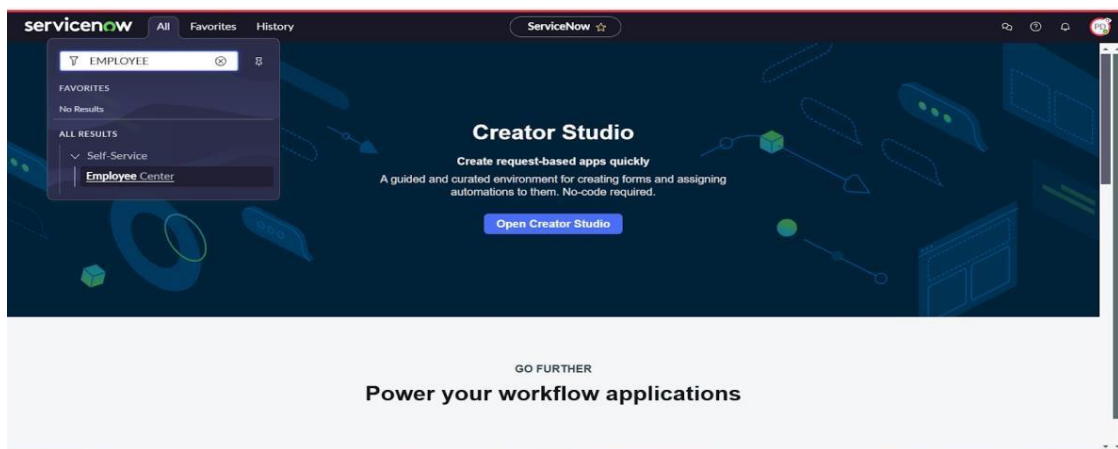 servicenow All Favorites History ServiceNow PD
EMPLOYEE
FAVORITES
No Results
ALL RESULTS
Self-Service
Employee Center
Creator Studio
Create request-based apps quickly
A guided and curated environment for creating forms and assigning
automations to them. No-code required.
Open Creator Studio
GO FURTHER
Power your workflow applications